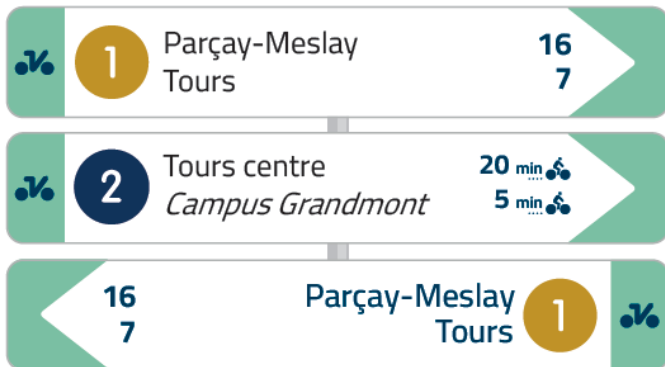 1 Parçay-Meslay 16
Tours 7
2 Tours centre 20 min
Campus Grandmont 5 min
16 Parçay-Meslay 1
7 Tours